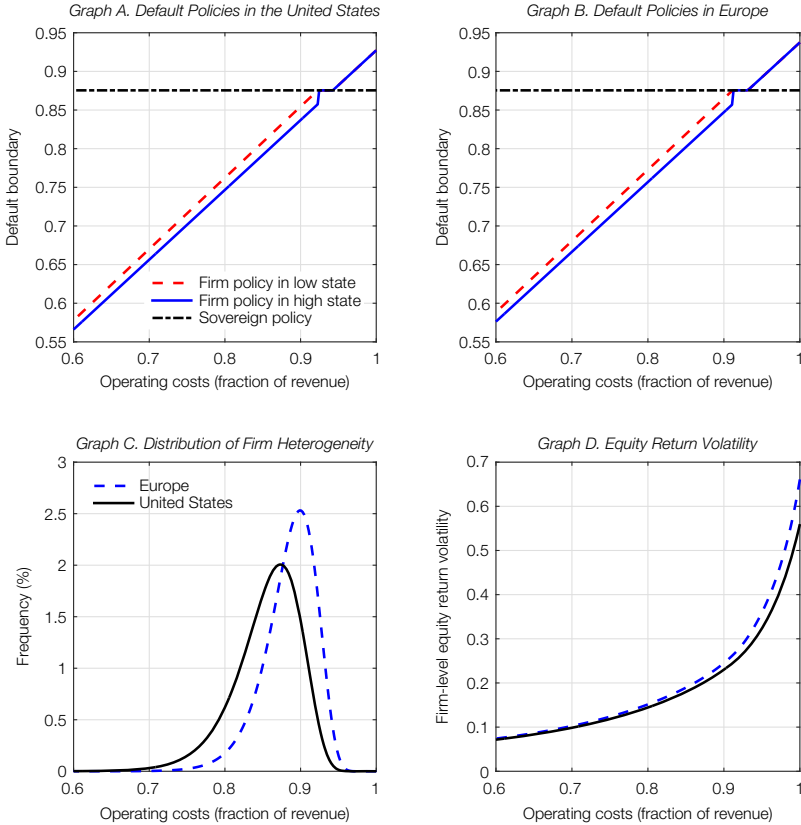 Graph A. Default Policies in the United States
0.95
0.9
0.85
0.8
0.75
0.7
0.65
0.6
0.55
Default boundary
Firm policy in low state
Firm policy in high state
Sovereign policy
0.6 0.7 0.8 0.9 1
Operating costs (fraction of revenue)
Graph B. Default Policies in Europe
0.95
0.9
0.85
0.8
0.75
0.7
0.65
0.6
0.55
Default boundary
0.6 0.7 0.8 0.9 1
Operating costs (fraction of revenue)
Graph C. Distribution of Firm Heterogeneity
3
2.5
2
1.5
1
0.5
0
Frequency (%)
Europe
United States
0.6 0.7 0.8 0.9 1
Operating costs (fraction of revenue)
Graph D. Equity Return Volatility
0.7
0.6
0.5
0.4
0.3
0.2
0.1
0
Firm-level equity return volatility
0.6 0.7 0.8 0.9 1
Operating costs (fraction of revenue)